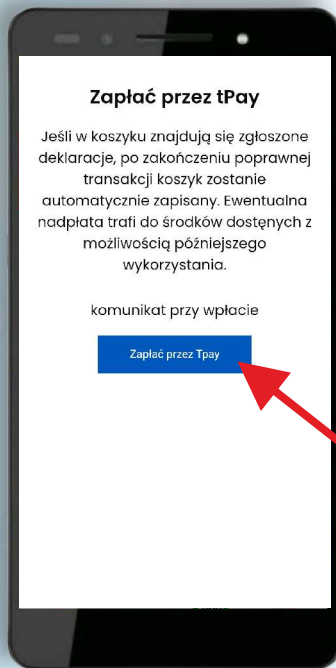 Zapłać przez tPay
Jeśli w koszyku znajdują się zgłoszone
deklaracje, po zakończeniu poprawnej
transakcji koszyk zostanie
automatycznie zapisany. Ewentualna
nadpłata trafi do środków dostęnych z
możliwością późniejszego
wykorzystania.
komunikat przy wpłacie
Zapłać przez Tpay